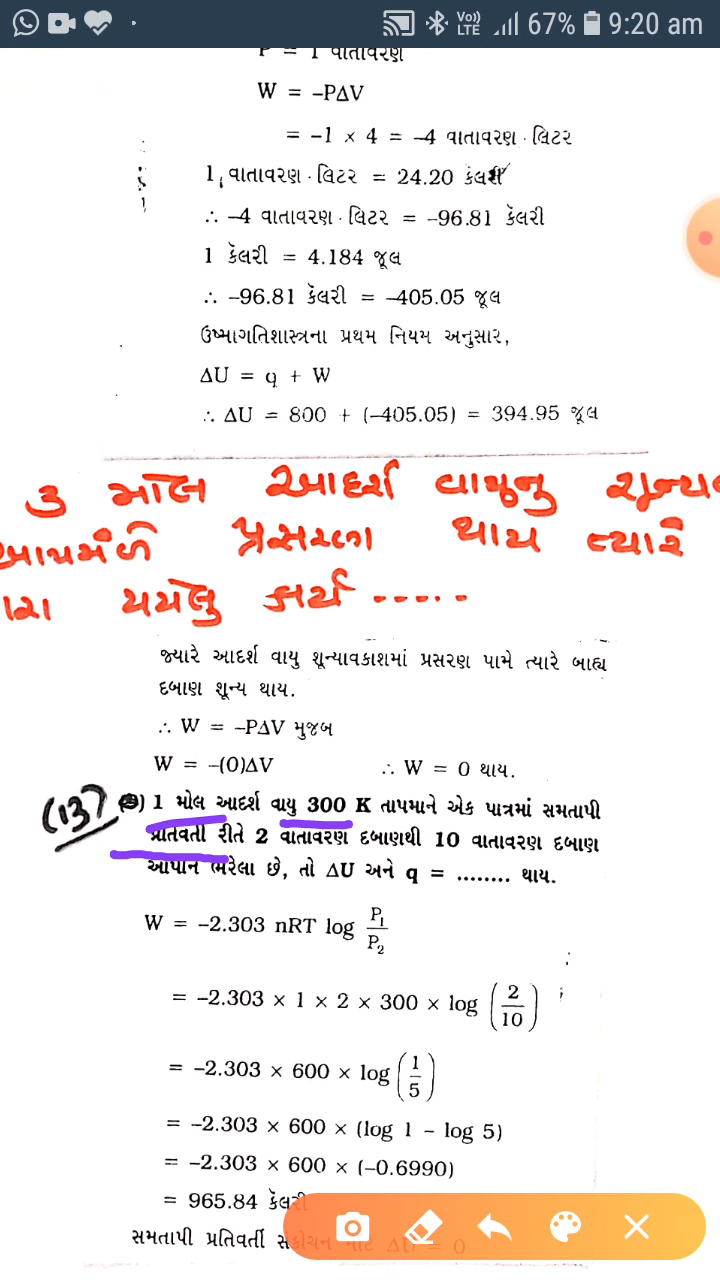 67% 9:20 am
P = 1 વાતાવરણ
W = –PΔV
= –1 × 4 = –4 વાતાવરણ · લિટર
1 વાતાવરણ · લિટર = 24.20 કૅલરી
∴ –4 વાતાવરણ · લિટર = –96.81 કૅલરી
1 કૅલરી = 4.184 જૂલ
∴ –96.81 કૅલરી = –405.05 જૂલ
ઉષ્માગતિશાસ્ત્રના પ્રથમ નિયમ અનુસાર,
ΔU = q + W
∴ ΔU = 800 + (–405.05) = 394.95 જૂલ
3 મોલ આદર્શ વાયુનુ
પ્રસરણ થાય ત્યારે
થયેલુ કાર્ય .....
જ્યારે આદર્શ વાયુ શૂન્યાવકાશમાં પ્રસરણ પામે ત્યારે બાહ્ય
દબાણ શૂન્ય થાય.
∴ W = –PΔV મુજબ
W = –(0)ΔV ∴ W = 0 થાય.
(13) 1 મોલ આદર્શ વાયુ 300 K તાપમાને એક પાત્રમાં સમતાપી
પ્રતિવર્તી રીતે 2 વાતાવરણ દબાણથી 10 વાતાવરણ દબાણ
આપીને ભરેલા છે, તો ΔU અને q = ........ થાય.
W = –2.303 nRT log P₁/P₂
= –2.303 × 1 × 2 × 300 × log (2/10)
= –2.303 × 600 × log (1/5)
= –2.303 × 600 × (log 1 – log 5)
= –2.303 × 600 × (–0.6990)
= 965.84 કૅલરી
સમતાપી પ્રતિવર્તી સંકોચન માટે ΔU = 0